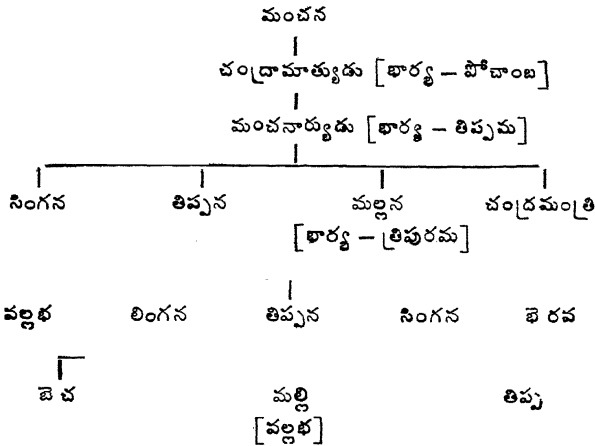 మంచన
చంద్రామాత్యుడు [భార్య – పోచాంబ]
మంచనార్యుడు [భార్య – తిప్పమ]
సింగన తిప్పన మల్లన చంద్రమంత్రి
[భార్య – త్రిపురమ]
వల్లభ లింగన తిప్పన సింగన భైరవ
బెచ మల్లి తిప్ప
[వల్లభ]